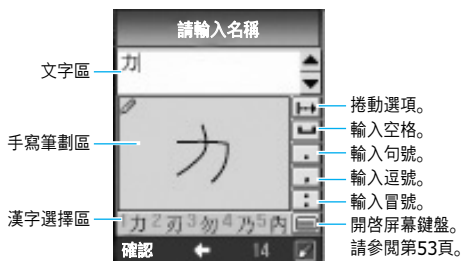 請輸入名稱
力
文字區
手寫筆劃區
力
漢字選擇區
1力 2刃 3勿 4乃 5內
確認 14
捲動選項。
輸入空格。
輸入句號。
輸入逗號。
輸入冒號。
開啓屏幕鍵盤。
請參閱第53頁。